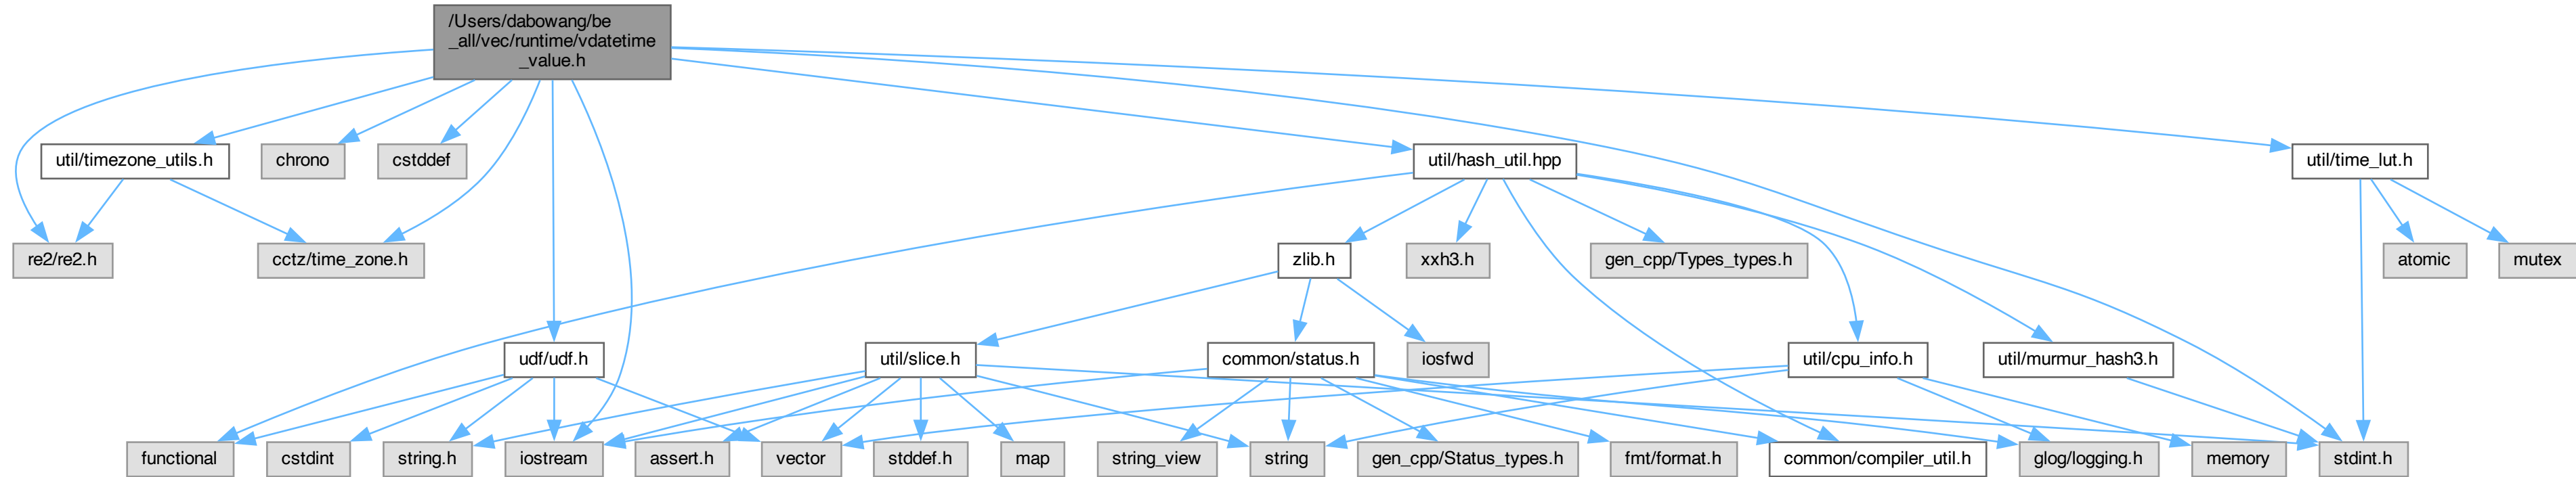 /Users/dabowang/be
_all/vec/runtime/vdatetime
_value.h
util/timezone_utils.h
chrono
cstddef
util/hash_util.hpp
util/time_lut.h
re2/re2.h
cctz/time_zone.h
zlib.h
xxh3.h
gen_cpp/Types_types.h
atomic
mutex
udf/udf.h
util/slice.h
common/status.h
iosfwd
util/cpu_info.h
util/murmur_hash3.h
functional
cstdint
string.h
iostream
assert.h
vector
stddef.h
map
string_view
string
gen_cpp/Status_types.h
fmt/format.h
common/compiler_util.h
glog/logging.h
memory
stdint.h